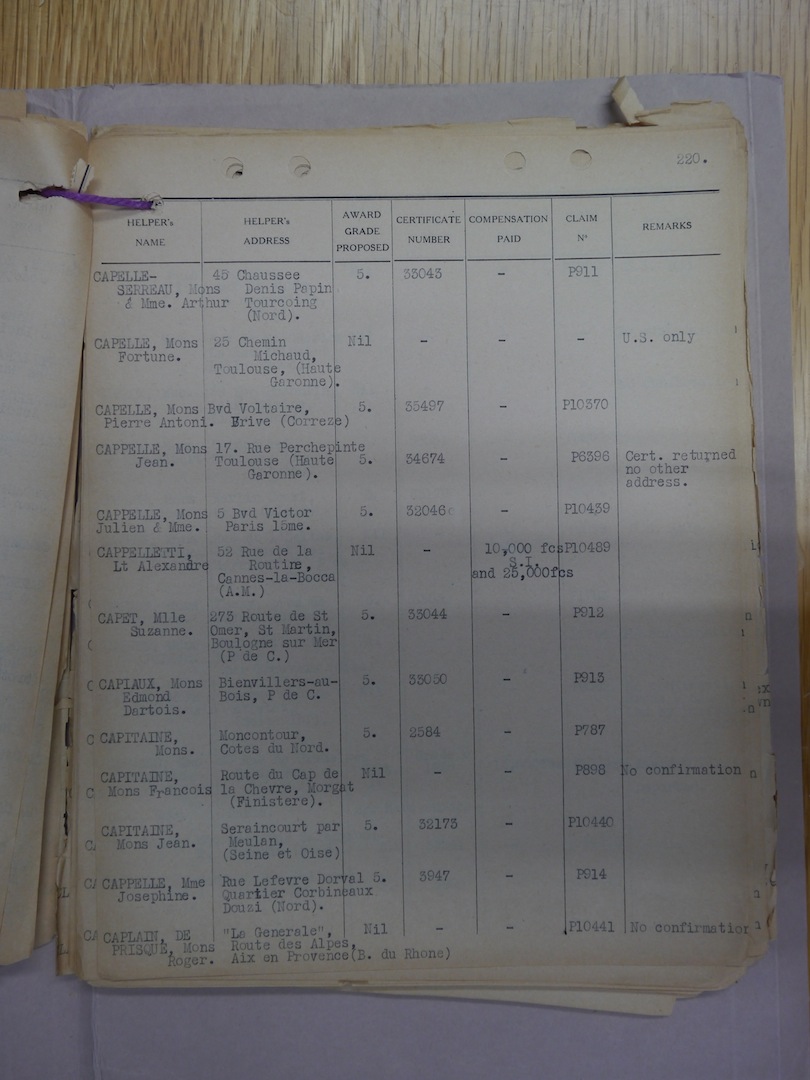 220.
HELPER's NAME HELPER's ADDRESS AWARD GRADE PROPOSED CERTIFICATE NUMBER COMPENSATION PAID CLAIM Nº REMARKS
CAPELLE- 45 Chaussee 5. 33043 - P911
SERREAU, Mons Denis Papin
& Mme. Arthur Tourcoing
(Nord).
CAPELLE, Mons 25 Chemin Nil - - - U.S. only
Fortune. Michaud,
Toulouse, (Haute
Garonne).
CAPELLE, Mons Bvd Voltaire, 5. 35497 - P10370
Pierre Antoni. Brive (Correze)
CAPPELLE, Mons 17. Rue Perchepinte
Jean. Toulouse (Haute 5. 34674 - P6396 Cert. returned
Garonne). no other
address.
CAPPELLE, Mons 5 Bvd Victor 5. 32046 - P10439
Julien & Mme. Paris 15me.
CAPPELLETTI, 52 Rue de la Nil - 10,000 fcs P10489
Lt Alexandre Routine, S.I.
Cannes-la-Bocca and 25,000fcs
(A.M.)
CAPET, Mlle 273 Route de St 5. 33044 - P912
Suzanne. Omer, St Martin,
Boulogne sur Mer
(P de C.)
CAPIAUX, Mons Bienvillers-au- 5. 33050 - P913
Edmond Bois, P de C.
Dartois.
CAPITAINE, Moncontour, 5. 2584 - P787
Mons. Cotes du Nord.
CAPITAINE, Route du Cap de Nil - - P898 No confirmation
Mons Francois la Chevre, Morgat
(Finistere).
CAPITAINE, Seraincourt par 5. 32173 - P10440
Mons Jean. Meulan,
(Seine et Oise)
CAPPELLE, Mme Rue Lefevre Dorval 5. 3947 - P914
Josephine. Quartier Corbineaux
Douzi (Nord).
CAPLAIN, DE "La Generale", Nil - - P10441 No confirmation
PRISQUE, Mons Route des Alpes,
Roger. Aix en Provence(B. du Rhone)